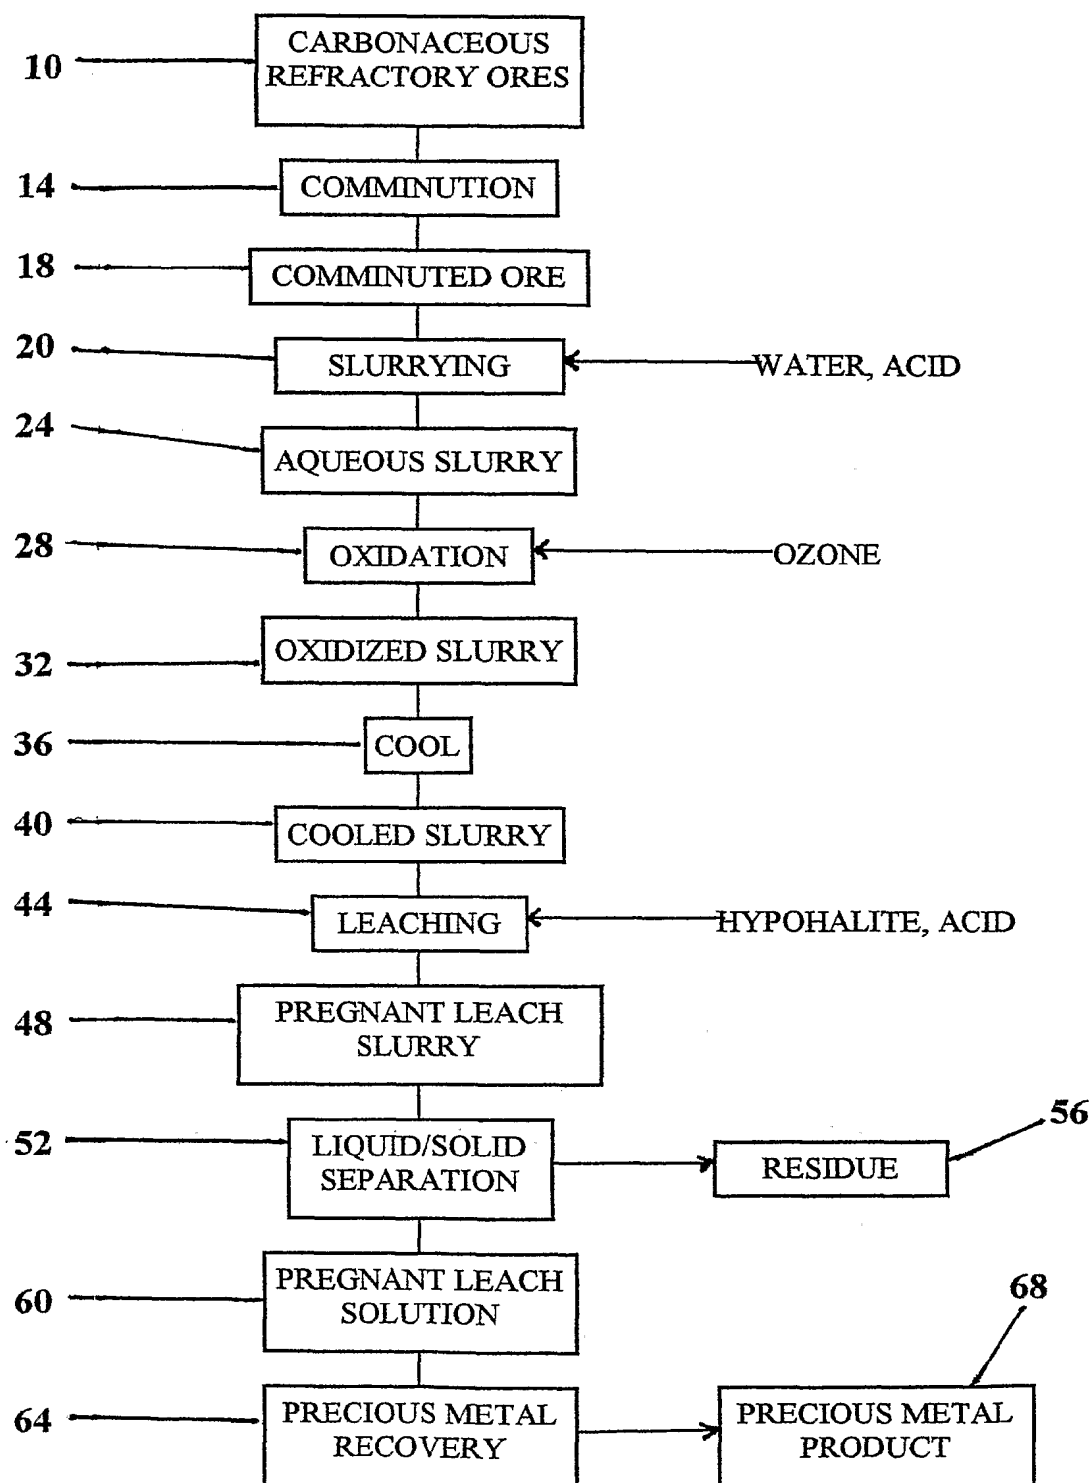 10
CARBONACEOUS
REFRACTORY ORES
14
COMMINUTION
18
COMMINUTED ORE
20
SLURRYING
WATER, ACID
24
AQUEOUS SLURRY
28
OXIDATION
OZONE
32
OXIDIZED SLURRY
36
COOL
40
COOLED SLURRY
44
LEACHING
HYPOHALITE, ACID
48
PREGNANT LEACH
SLURRY
52
LIQUID/SOLID
SEPARATION
RESIDUE
56
60
PREGNANT LEACH
SOLUTION
64
PRECIOUS METAL
RECOVERY
68
PRECIOUS METAL
PRODUCT